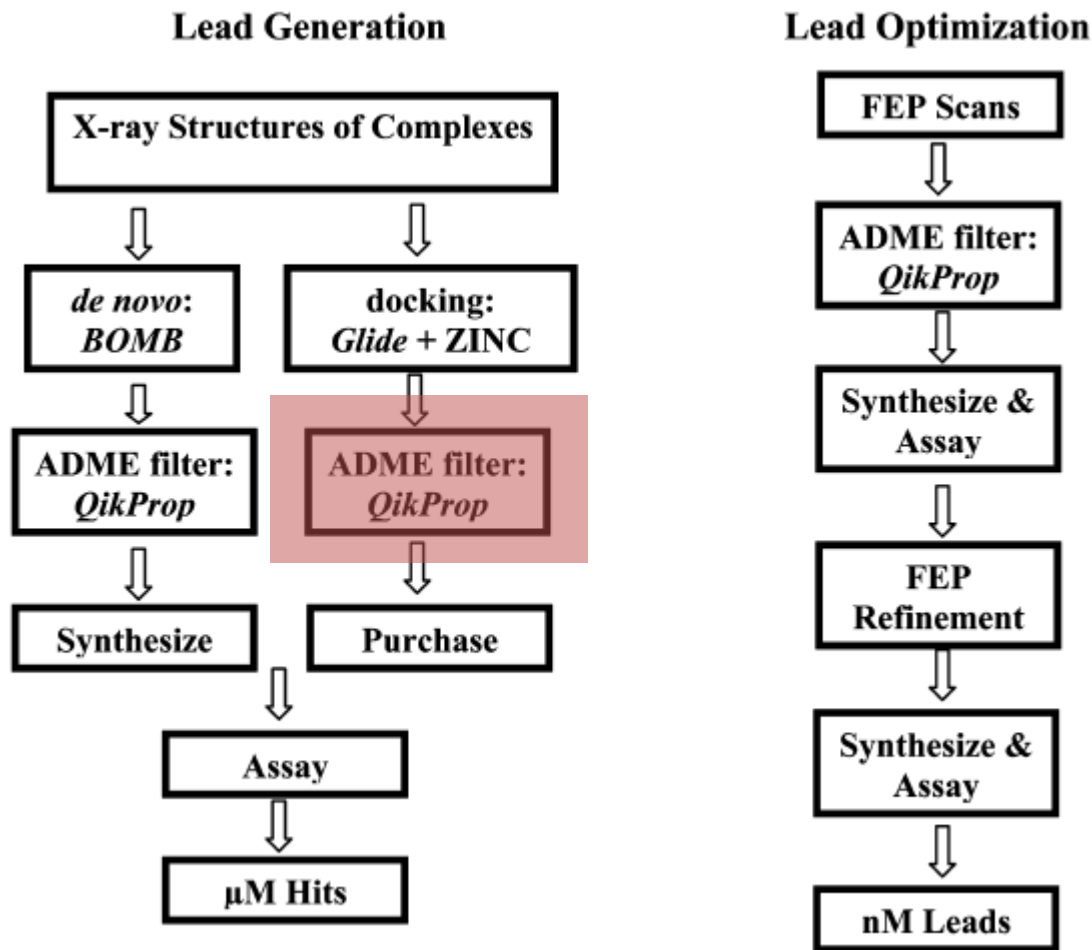 Lead Generation
X-ray Structures of Complexes
de novo:
BOMB
docking:
Glide + ZINC
ADME filter:
QikProp
ADME filter:
QikProp
Synthesize
Purchase
Assay
µM Hits
Lead Optimization
FEP Scans
ADME filter:
QikProp
Synthesize &
Assay
FEP
Refinement
Synthesize &
Assay
nM Leads